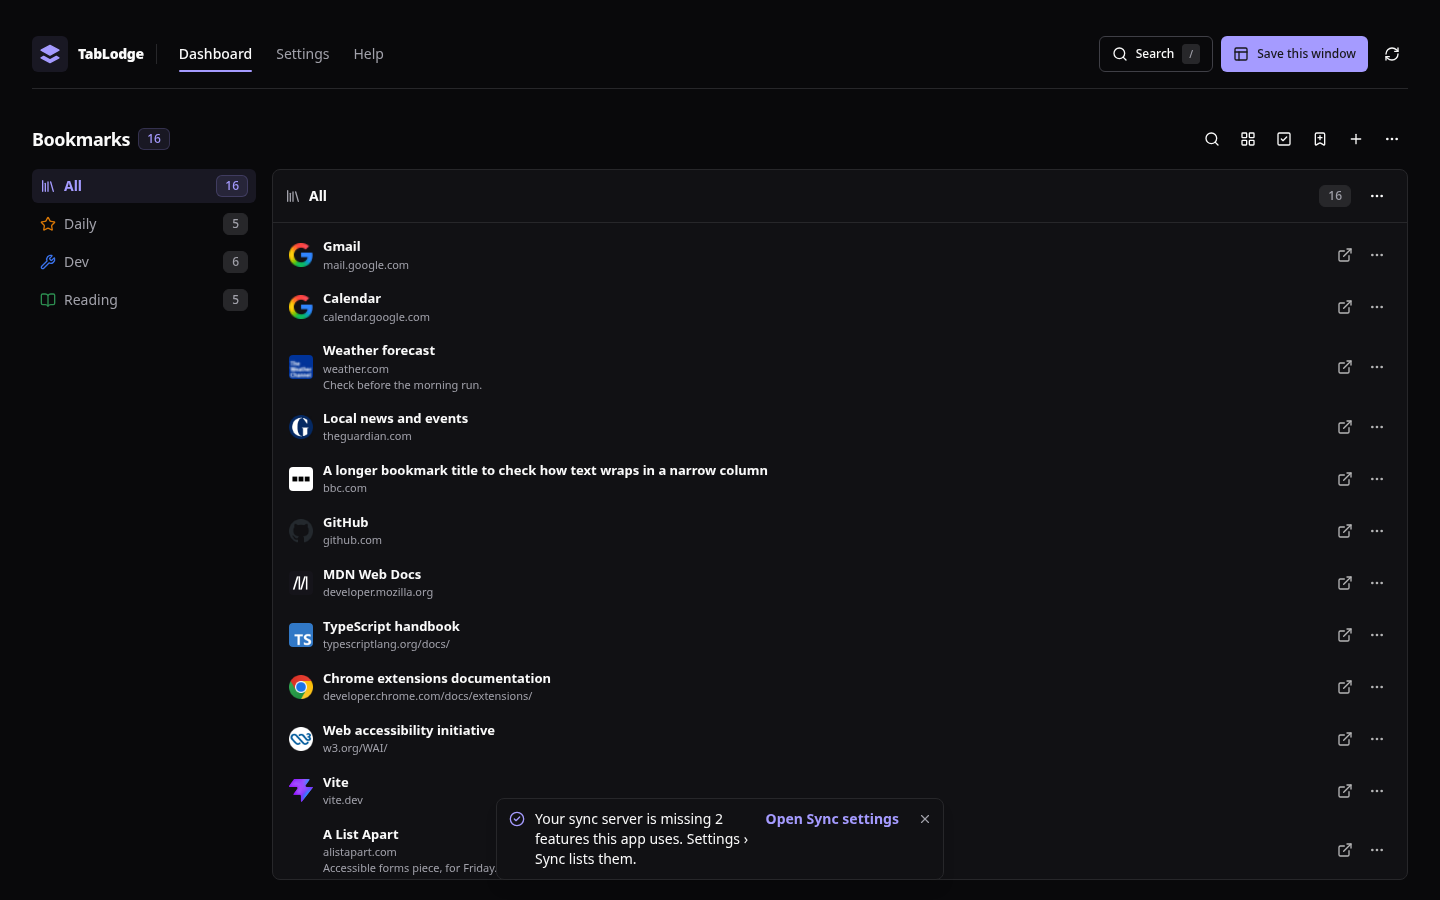 TabLodge
Dashboard
Settings
Help
Search /
Save this window
Bookmarks 16
All 16
Daily 5
Dev 6
Reading 5
All 16
Gmail
mail.google.com
Calendar
calendar.google.com
The Weather Channel
Weather forecast
weather.com
Check before the morning run.
Local news and events
theguardian.com
A longer bookmark title to check how text wraps in a narrow column
bbc.com
GitHub
github.com
MDN Web Docs
developer.mozilla.org
TS
TypeScript handbook
typescriptlang.org/docs/
Chrome extensions documentation
developer.chrome.com/docs/extensions/
Web accessibility initiative
w3.org/WAI/
Vite
vite.dev
A List Apart
alistapart.com
Accessible forms piece, for Friday.
Your sync server is missing 2
features this app uses. Settings ›
Sync lists them.
Open Sync settings